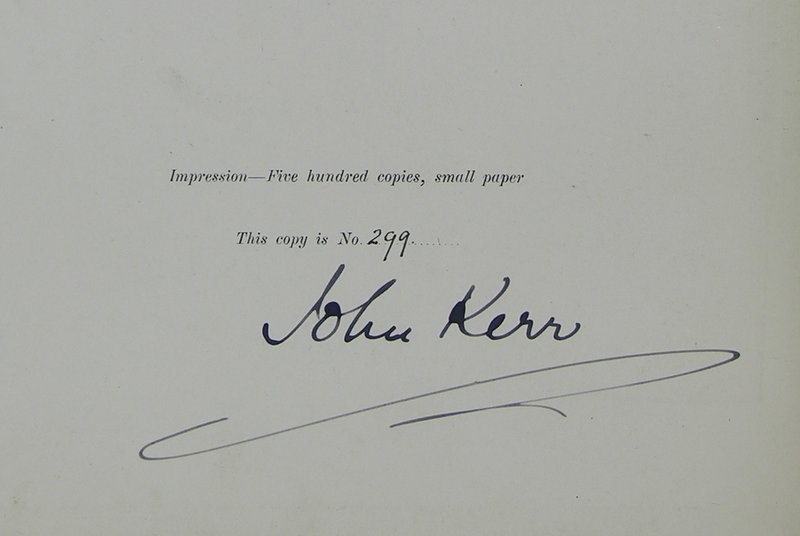 Impression—Five hundred copies, small paper
This copy is No. 299.......
John Kerr